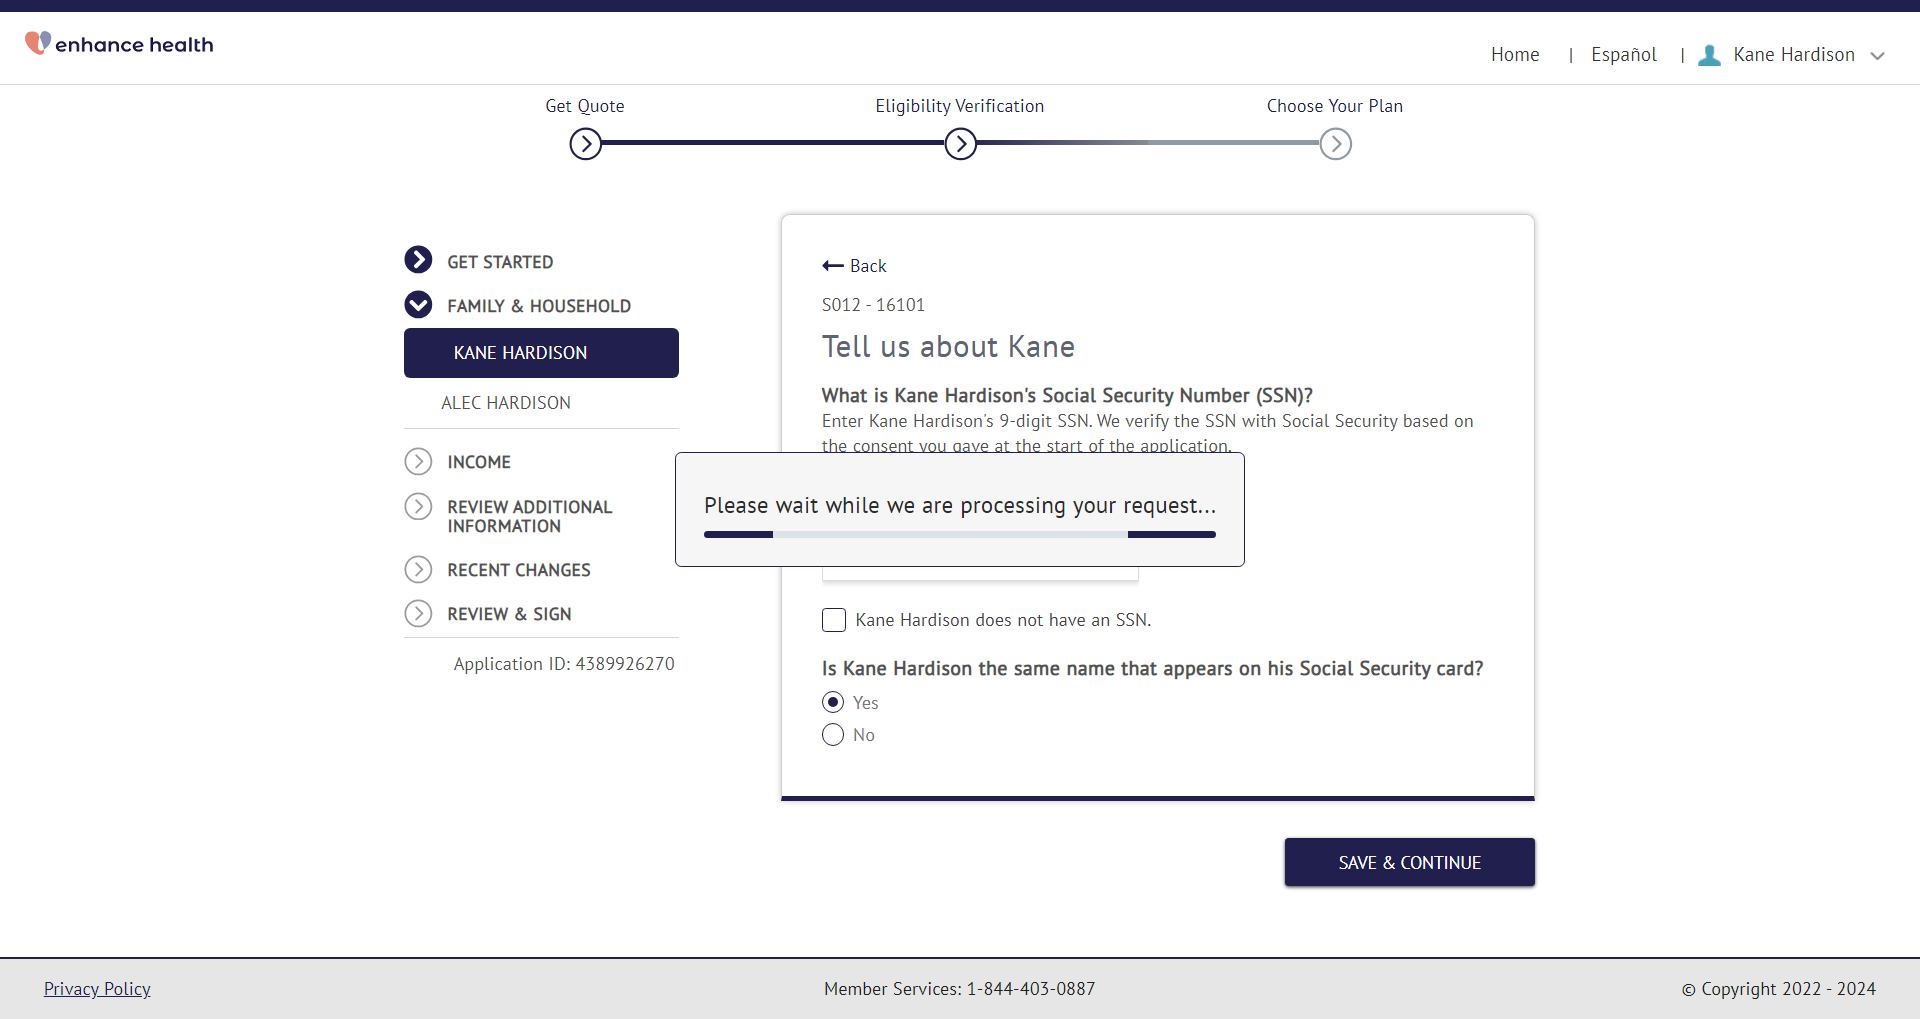 enhance health
Home | Español | Kane Hardison
Get Quote
Eligibility Verification
Choose Your Plan
GET STARTED
FAMILY & HOUSEHOLD
KANE HARDISON
ALEC HARDISON
INCOME
REVIEW ADDITIONAL
INFORMATION
RECENT CHANGES
REVIEW & SIGN
Application ID: 4389926270
Back
S012 - 16101
Tell us about Kane
What is Kane Hardison's Social Security Number (SSN)?
Enter Kane Hardison's 9-digit SSN. We verify the SSN with Social Security based on
the consent you gave at the start of the application.
Please wait while we are processing your request...
Kane Hardison does not have an SSN.
Is Kane Hardison the same name that appears on his Social Security card?
Yes
No
SAVE & CONTINUE
Privacy Policy
Member Services: 1-844-403-0887
© Copyright 2022 - 2024